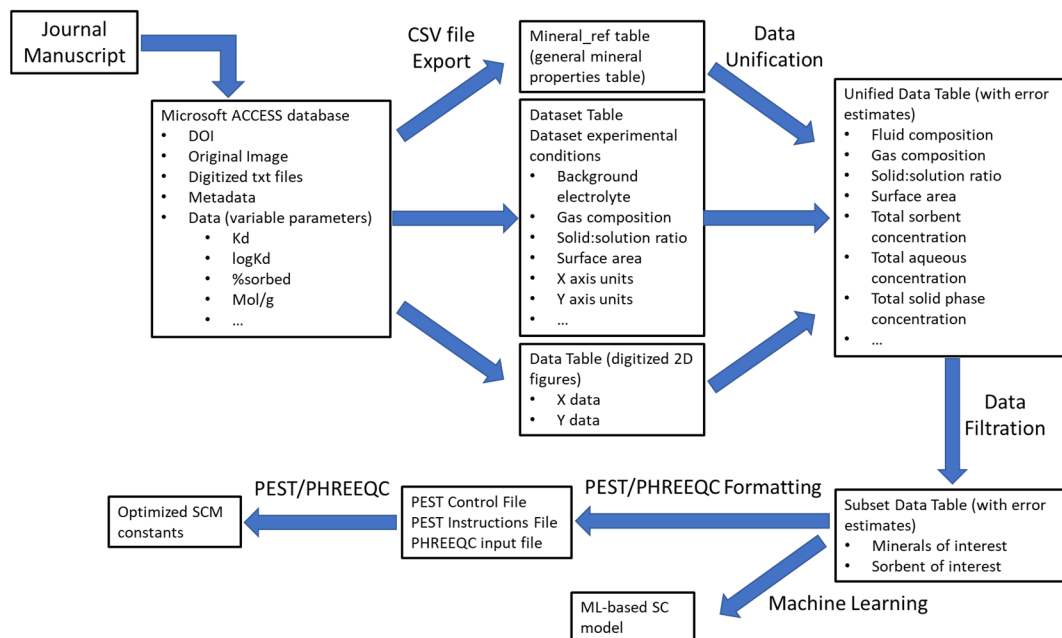 Journal
Manuscript
CSV file
Export
Mineral_ref table
(general mineral
properties table)
Data
Unification
Microsoft ACCESS database
• DOI
• Original Image
• Digitized txt files
• Metadata
• Data (variable parameters)
• Kd
• logKd
• %sorbed
• Mol/g
• ...
Dataset Table
Dataset experimental
conditions
• Background
electrolyte
• Gas composition
• Solid:solution ratio
• Surface area
• X axis units
• Y axis units
• ...
Data Table (digitized 2D
figures)
• X data
• Y data
Unified Data Table (with error
estimates)
• Fluid composition
• Gas composition
• Solid:solution ratio
• Surface area
• Total sorbent
concentration
• Total aqueous
concentration
• Total solid phase
concentration
• ...
Data
Filtration
Subset Data Table (with error
estimates)
• Minerals of interest
• Sorbent of interest
PEST/PHREEQC Formatting
PEST Control File
PEST Instructions File
PHREEQC input file
PEST/PHREEQC
Optimized SCM
constants
Machine Learning
ML-based SC
model